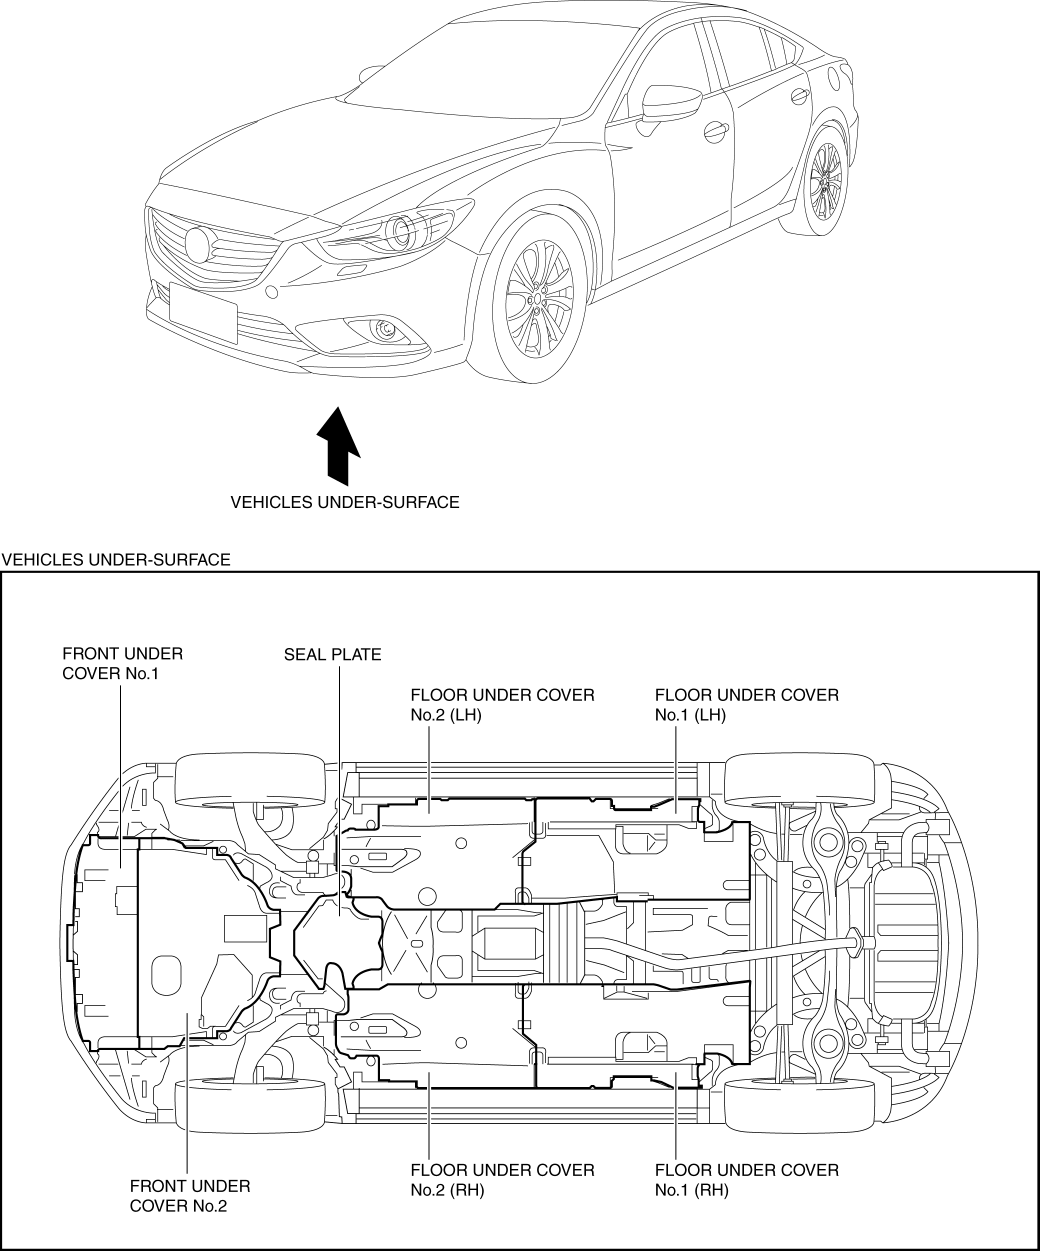 VEHICLES UNDER-SURFACE
VEHICLES UNDER-SURFACE
FRONT UNDER
COVER No.1
SEAL PLATE
FLOOR UNDER COVER
No.2 (LH)
FLOOR UNDER COVER
No.1 (LH)
FRONT UNDER
COVER No.2
FLOOR UNDER COVER
No.2 (RH)
FLOOR UNDER COVER
No.1 (RH)